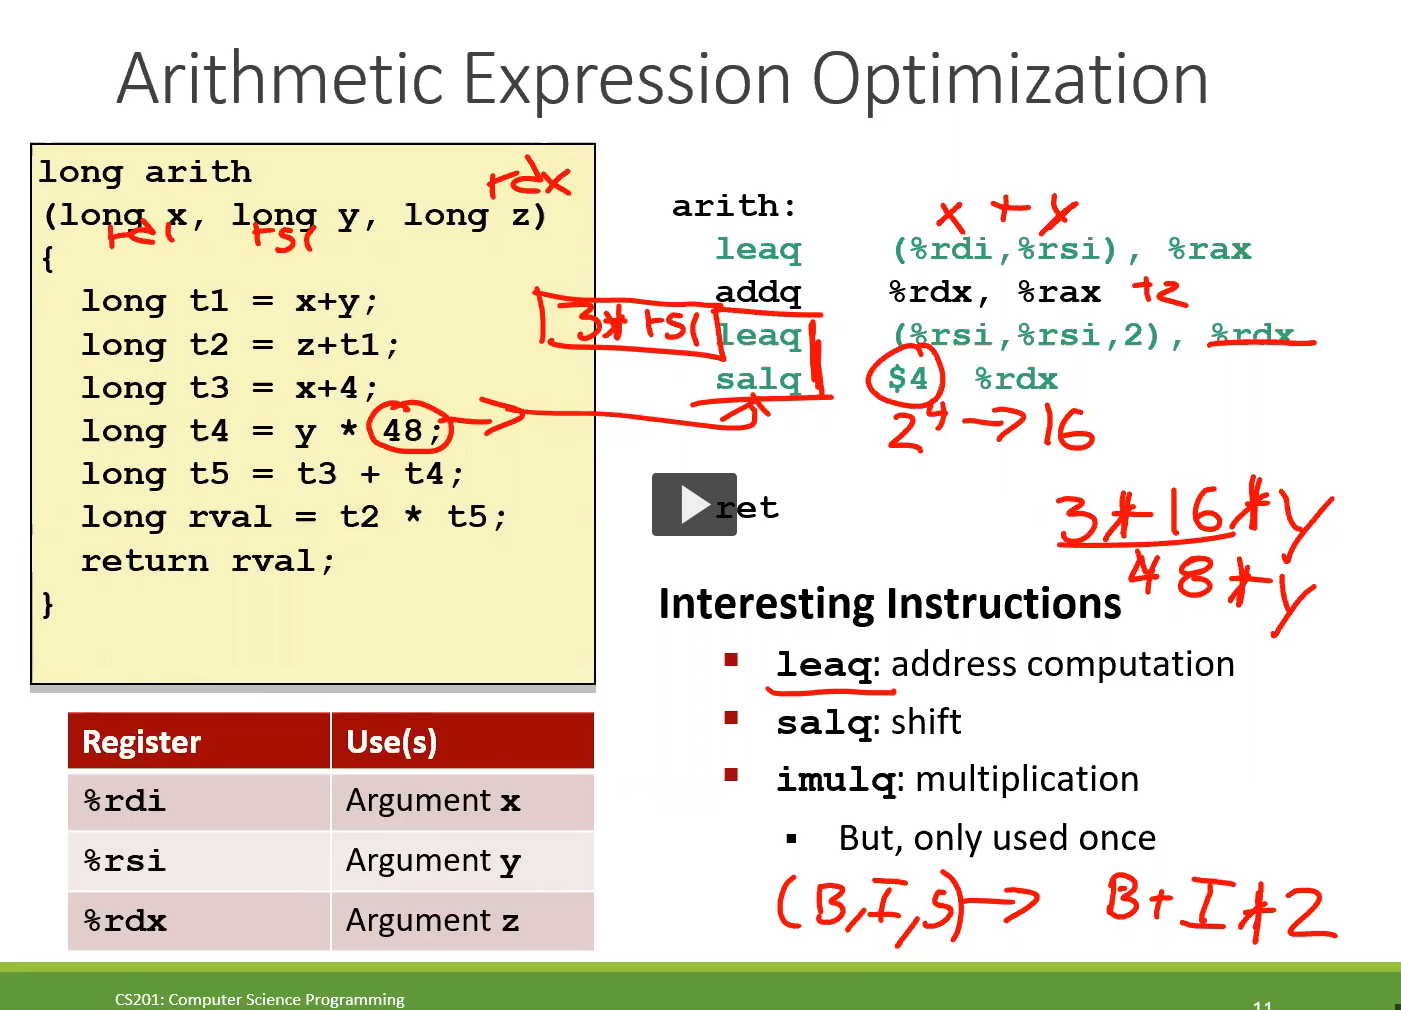 Arithmetic Expression Optimization
long arith
rdx
(long x, long y, long z)
rdi rsi
{
long t1 = x+y;
long t2 = z+t1;
long t3 = x+4;
long t4 = y * 48;
long t5 = t3 + t4;
long rval = t2 * t5;
return rval;
}
arith:
x + y
leaq (%rdi,%rsi), %rax
addq %rdx, %rax +z
3* rsi
leaq (%rsi,%rsi,2), %rdx
salq $4 %rdx
2^4 → 16
ret
3*16*y
48*y
Interesting Instructions
▪ leaq: address computation
▪ salq: shift
▪ imulq: multiplication
▪ But, only used once
(B,I,S) → B+I*2
Register Use(s)
%rdi Argument x
%rsi Argument y
%rdx Argument z
CS201: Computer Science Programming
11